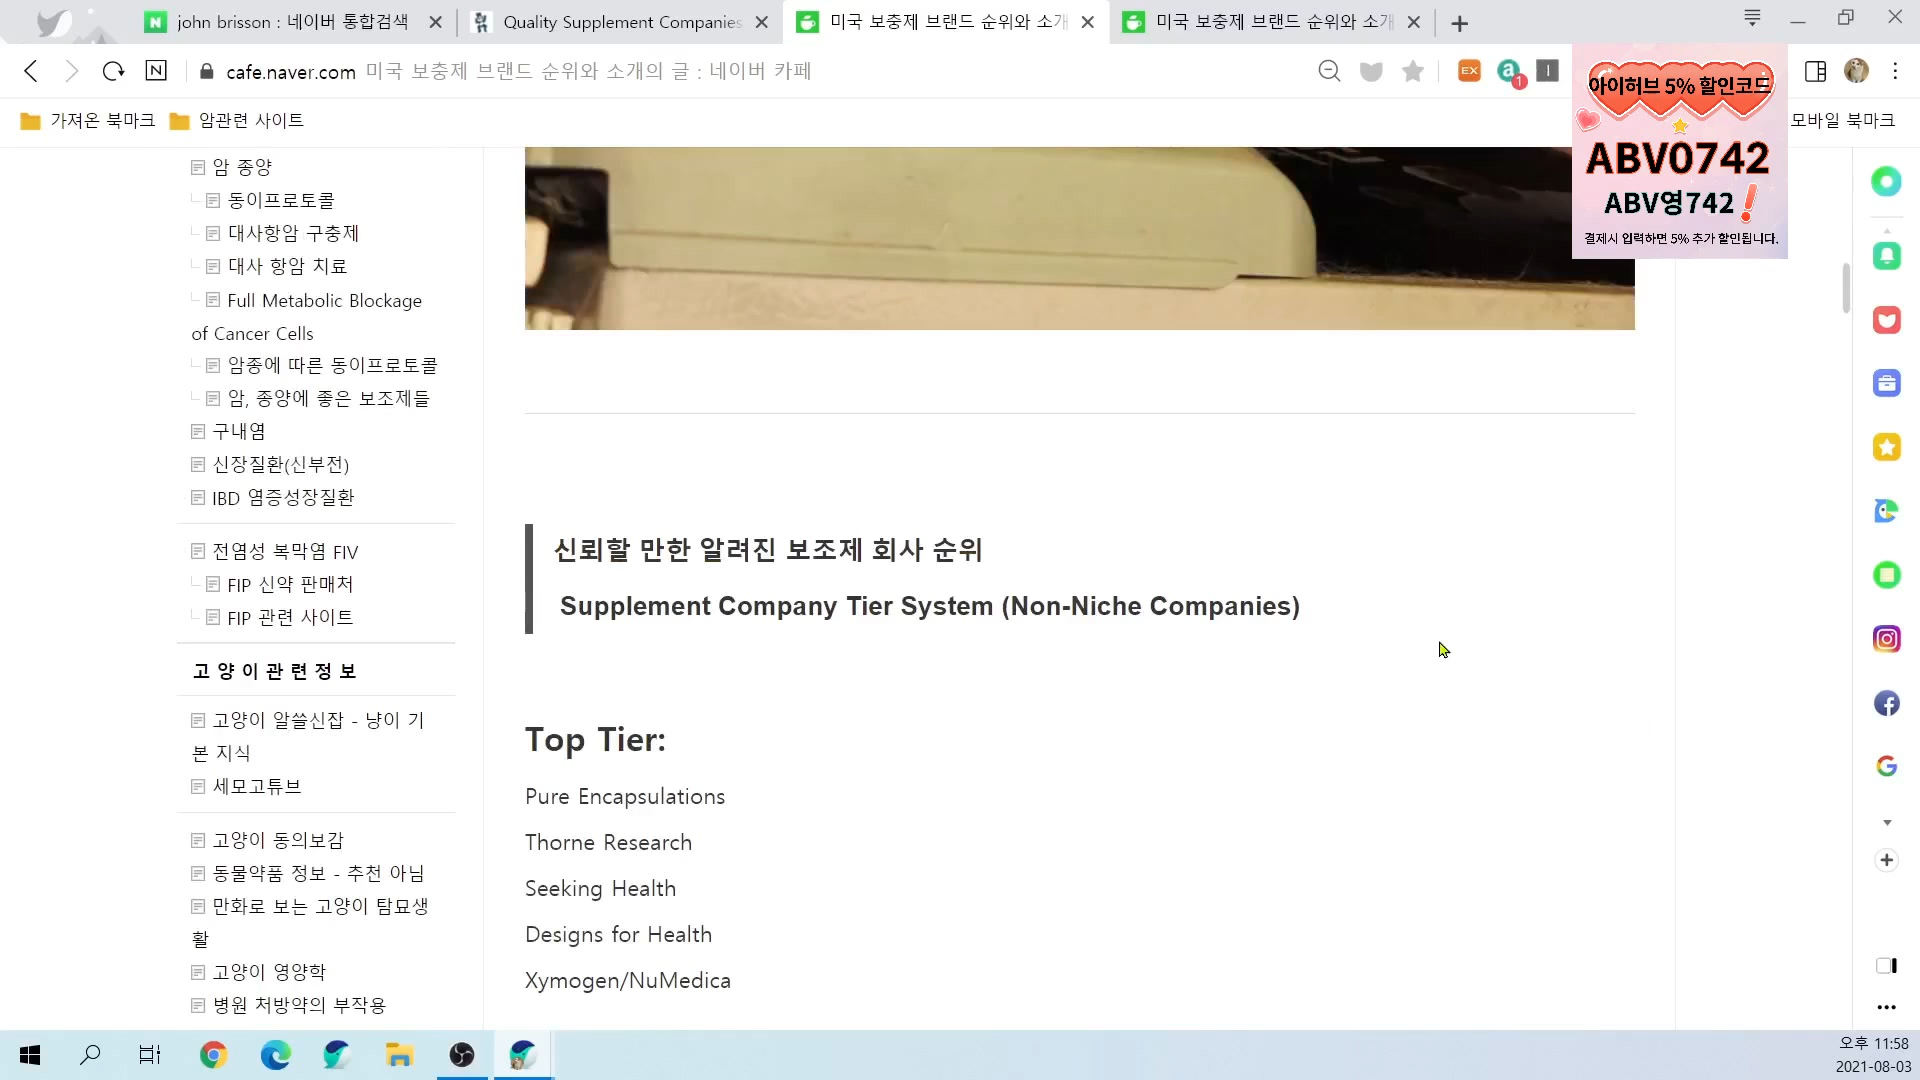 john brisson : 네이버 통합검색
Quality Supplement Companies
미국 보충제 브랜드 순위와 소개
미국 보충제 브랜드 순위와 소개
cafe.naver.com 미국 보충제 브랜드 순위와 소개의 글 : 네이버 카페
EX
a
1
I
가져온 북마크
암관련 사이트
모바일 북마크
아이허브 5% 할인코드
ABV0742
ABV영742
결제시 입력하면 5% 추가 할인됩니다.
암 종양
동이프로토콜
대사항암 구충제
대사 항암 치료
Full Metabolic Blockage
of Cancer Cells
암종에 따른 동이프로토콜
암, 종양에 좋은 보조제들
구내염
신장질환(신부전)
IBD 염증성장질환
전염성 복막염 FIV
FIP 신약 판매처
FIP 관련 사이트
고 양 이 관 련 정 보
고양이 알쓸신잡 - 냥이 기
본 지식
세모고튜브
고양이 동의보감
동물약품 정보 - 추천 아님
만화로 보는 고양이 탐묘생
활
고양이 영양학
병원 처방약의 부작용
신뢰할 만한 알려진 보조제 회사 순위
Supplement Company Tier System (Non-Niche Companies)
Top Tier:
Pure Encapsulations
Thorne Research
Seeking Health
Designs for Health
Xymogen/NuMedica
오후 11:58
2021-08-03